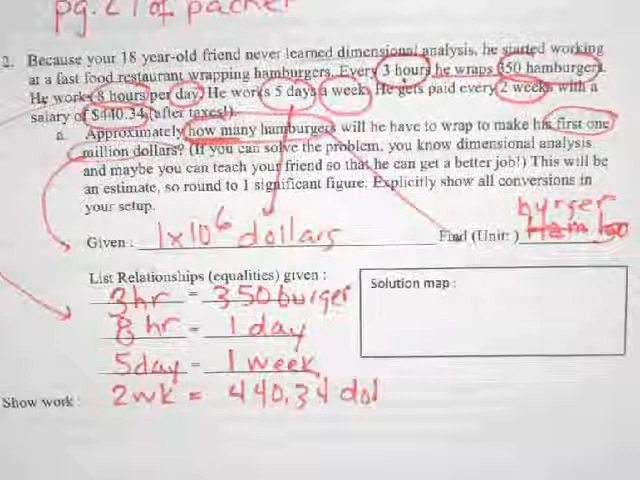 pg. 21 of packet
2. Because your 18 year-old friend never learned dimensional analysis, he started working
at a fast food restaurant wrapping hamburgers. Every 3 hours he wraps 350 hamburgers.
He works 8 hours per day. He works 5 days a week. He gets paid every 2 weeks with a
salary of $440.34 (after taxes!).
a. Approximately how many hamburgers will he have to wrap to make his first one
million dollars? (If you can solve the problem, you know dimensional analysis
and maybe you can teach your friend so that he can get a better job!) This will be
an estimate, so round to 1 significant figure. Explicitly show all conversions in
your setup.
burger
Given : 1x10^6 dollars Find (Unit: )
List Relationships (equalities) given :
Solution map :
3hr = 350 burger
8 hr = 1 day
5day = 1 week
Show work : 2wk = 440.34 dol